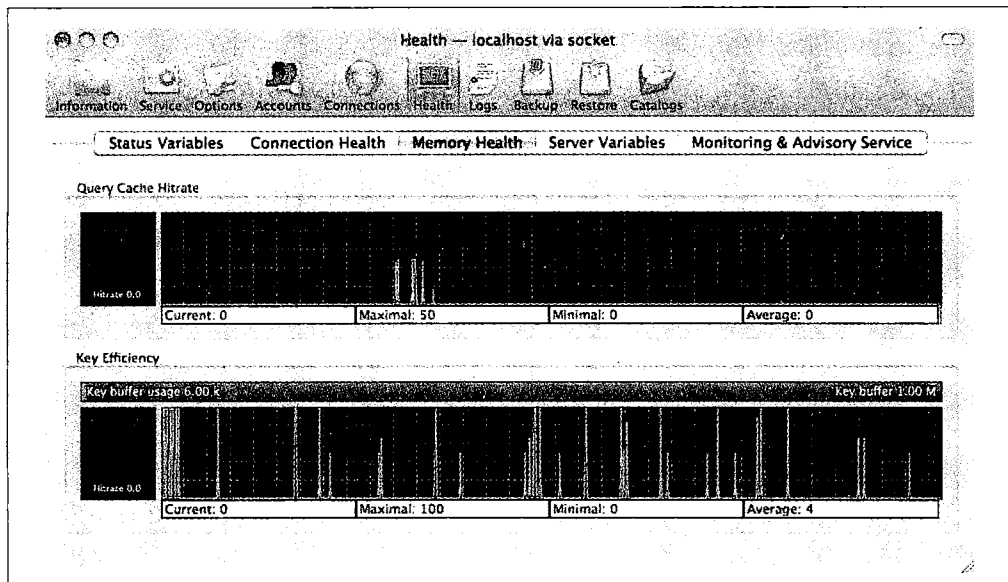 Health — localhost via socket
Information Service Options Accounts Connections Health Logs Backup Restore Catalogs
Status Variables Connection Health Memory Health Server Variables Monitoring & Advisory Service
Query Cache Hitrate
Hitrate 0.0
Current: 0 Maximal: 50 Minimal: 0 Average: 0
Key Efficiency
Key buffer usage 6.00 k Key buffer 1.00 M
Hitrate 0.0
Current: 0 Maximal: 100 Minimal: 0 Average: 4